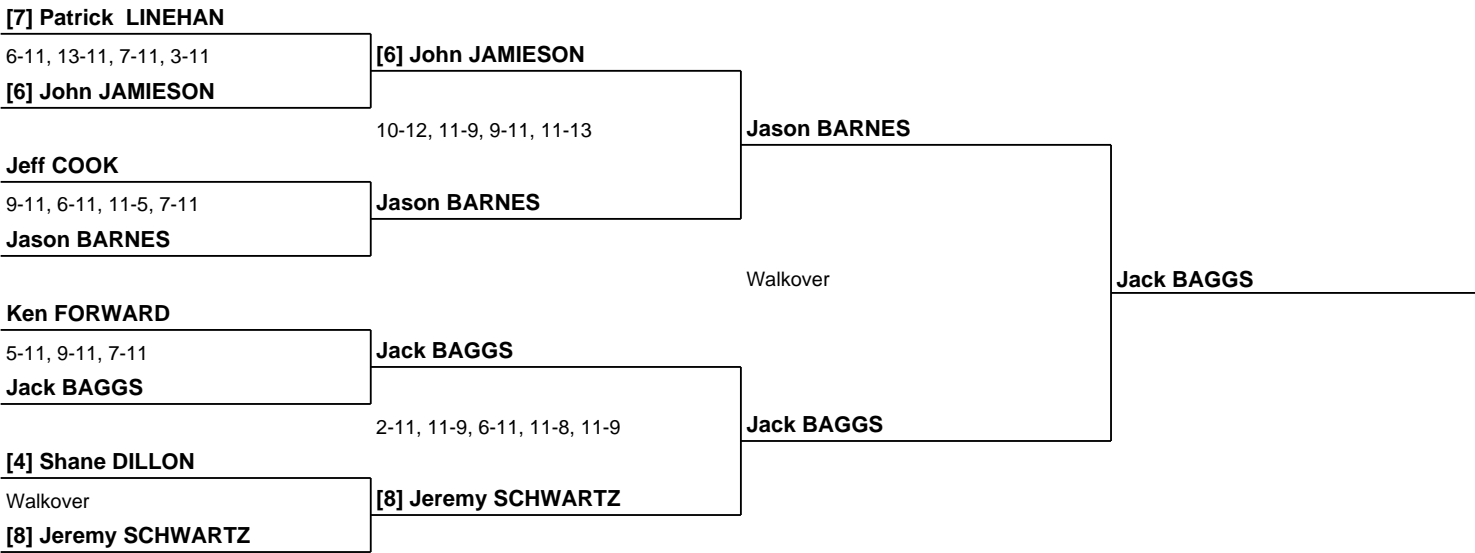 [7] Patrick  LINEHAN
6-11, 13-11, 7-11, 3-11
[6] John JAMIESON
[6] John JAMIESON
10-12, 11-9, 9-11, 11-13
Jason BARNES
Jeff COOK
9-11, 6-11, 11-5, 7-11
Jason BARNES
Jason BARNES
Walkover
Jack BAGGS
Ken FORWARD
5-11, 9-11, 7-11
Jack BAGGS
Jack BAGGS
2-11, 11-9, 6-11, 11-8, 11-9
Jack BAGGS
[4] Shane DILLON
Walkover
[8] Jeremy SCHWARTZ
[8] Jeremy SCHWARTZ